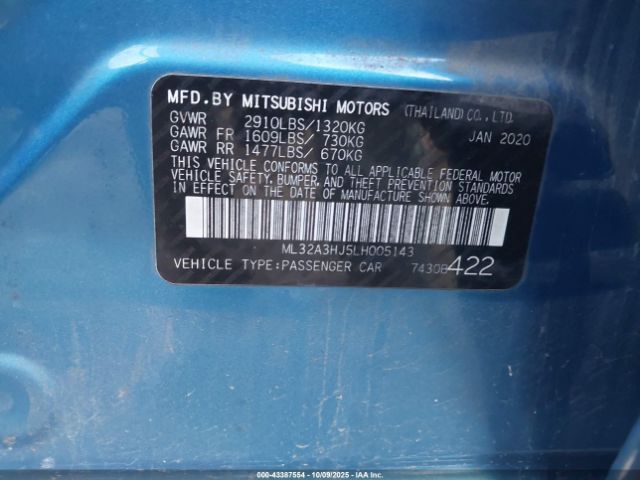 MFD.BY MITSUBISHI MOTORS (THAILAND) CO., LTD.
GVWR 2910LBS/1320KG JAN 2020
GAWR FR 1609LBS/ 730KG
GAWR RR 1477LBS/ 670KG
THIS VEHICLE CONFORMS TO ALL APPLICABLE FEDERAL MOTOR
VEHICLE SAFETY, BUMPER, AND THEFT PREVENTION STANDARDS
IN EFFECT ON THE DATE OF MANUFACTURE SHOWN ABOVE.
ML32A3HJ5LH005143
VEHICLE TYPE:PASSENGER CAR 7430B422
000-43387554 - 10/09/2025 - IAAI.com